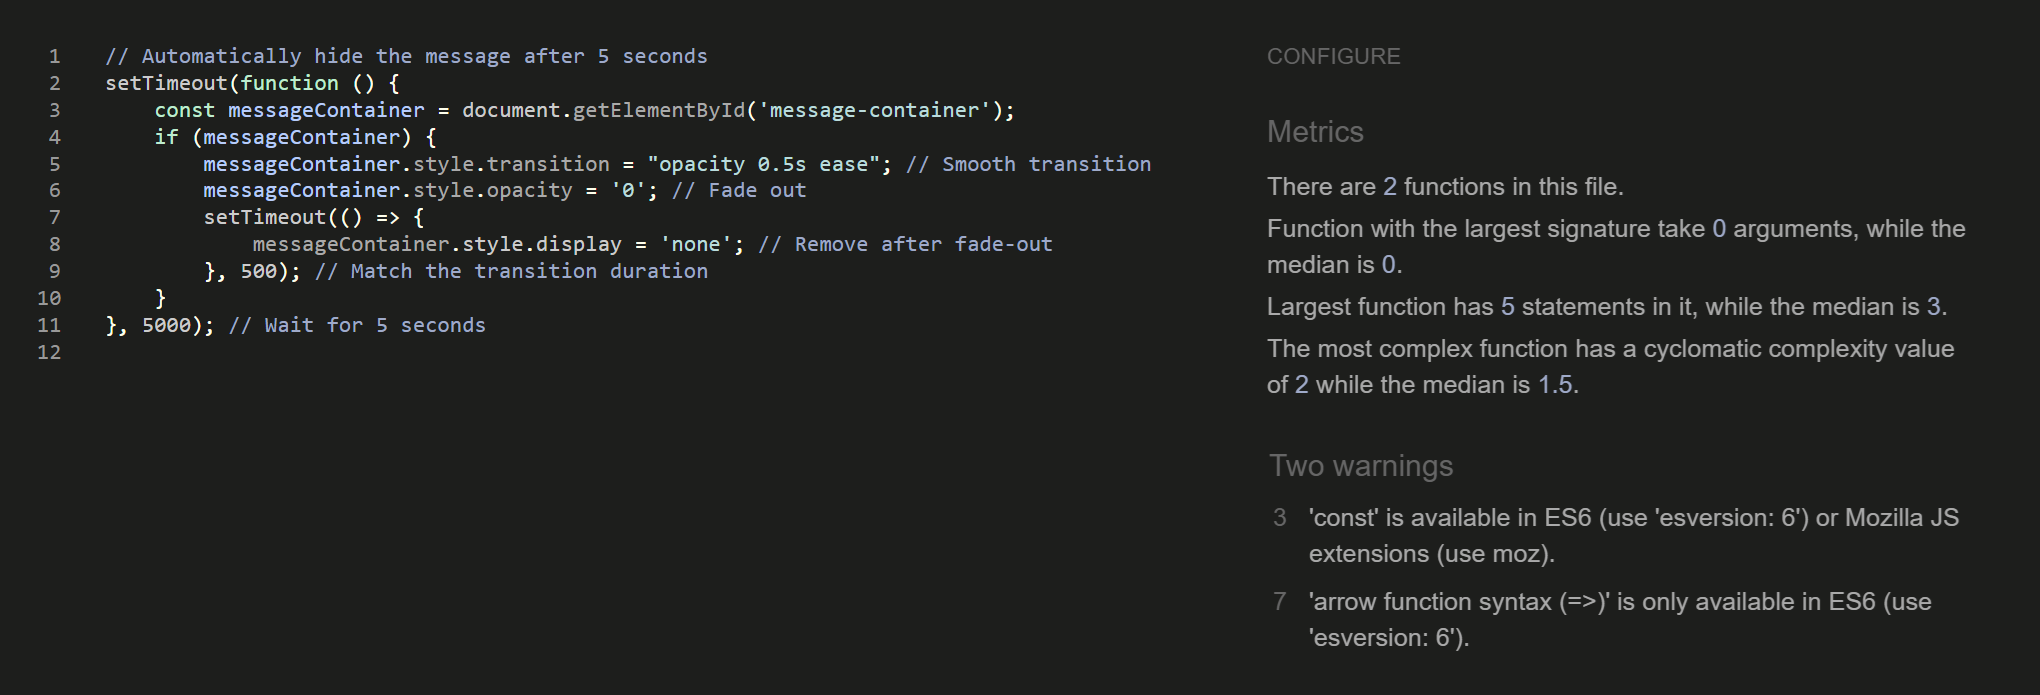 1 // Automatically hide the message after 5 seconds
2 setTimeout(function () {
3     const messageContainer = document.getElementById('message-container');
4     if (messageContainer) {
5         messageContainer.style.transition = "opacity 0.5s ease"; // Smooth transition
6         messageContainer.style.opacity = '0'; // Fade out
7         setTimeout(() => {
8             messageContainer.style.display = 'none'; // Remove after fade-out
9         }, 500); // Match the transition duration
10     }
11 }, 5000); // Wait for 5 seconds
12
CONFIGURE
Metrics
There are 2 functions in this file.
Function with the largest signature take 0 arguments, while the
median is 0.
Largest function has 5 statements in it, while the median is 3.
The most complex function has a cyclomatic complexity value
of 2 while the median is 1.5.
Two warnings
3 'const' is available in ES6 (use 'esversion: 6') or Mozilla JS
extensions (use moz).
7 'arrow function syntax (=>)' is only available in ES6 (use
'esversion: 6').